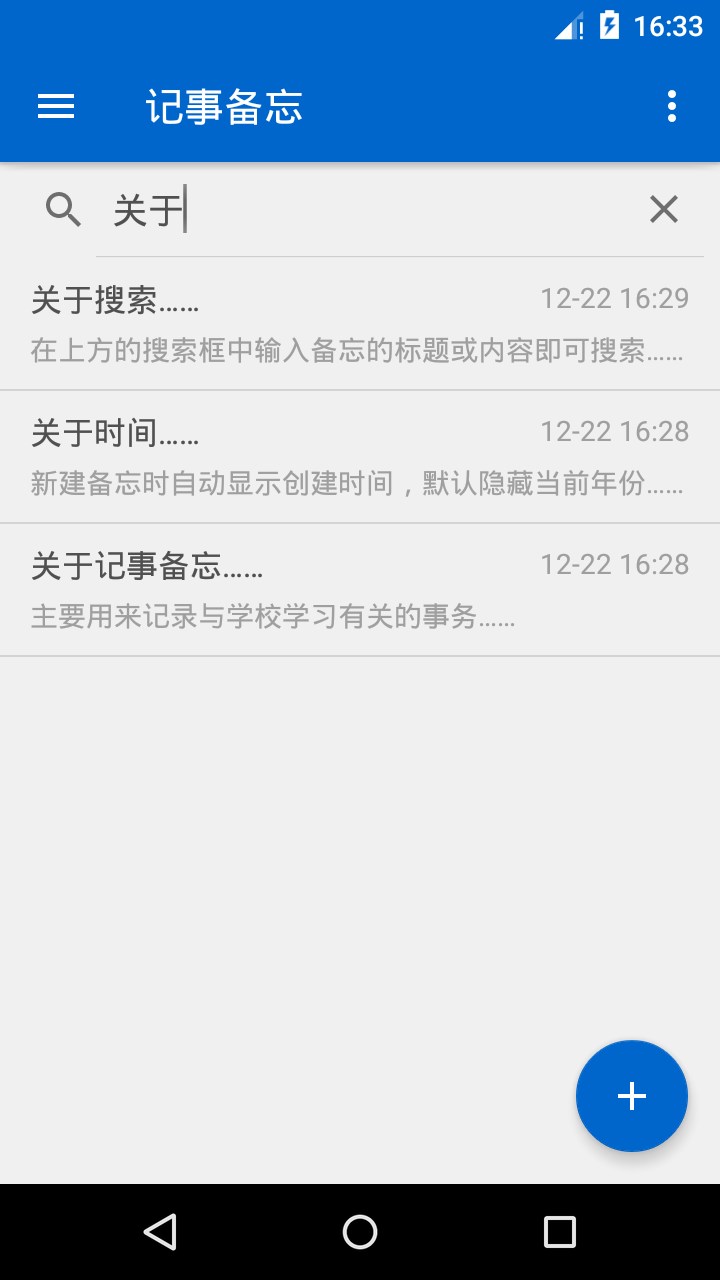 16:33
记事备忘
关于
关于搜索……
12-22 16:29
在上方的搜索框中输入备忘的标题或内容即可搜索……
关于时间……
12-22 16:28
新建备忘时自动显示创建时间，默认隐藏当前年份……
关于记事备忘……
12-22 16:28
主要用来记录与学校学习有关的事务……